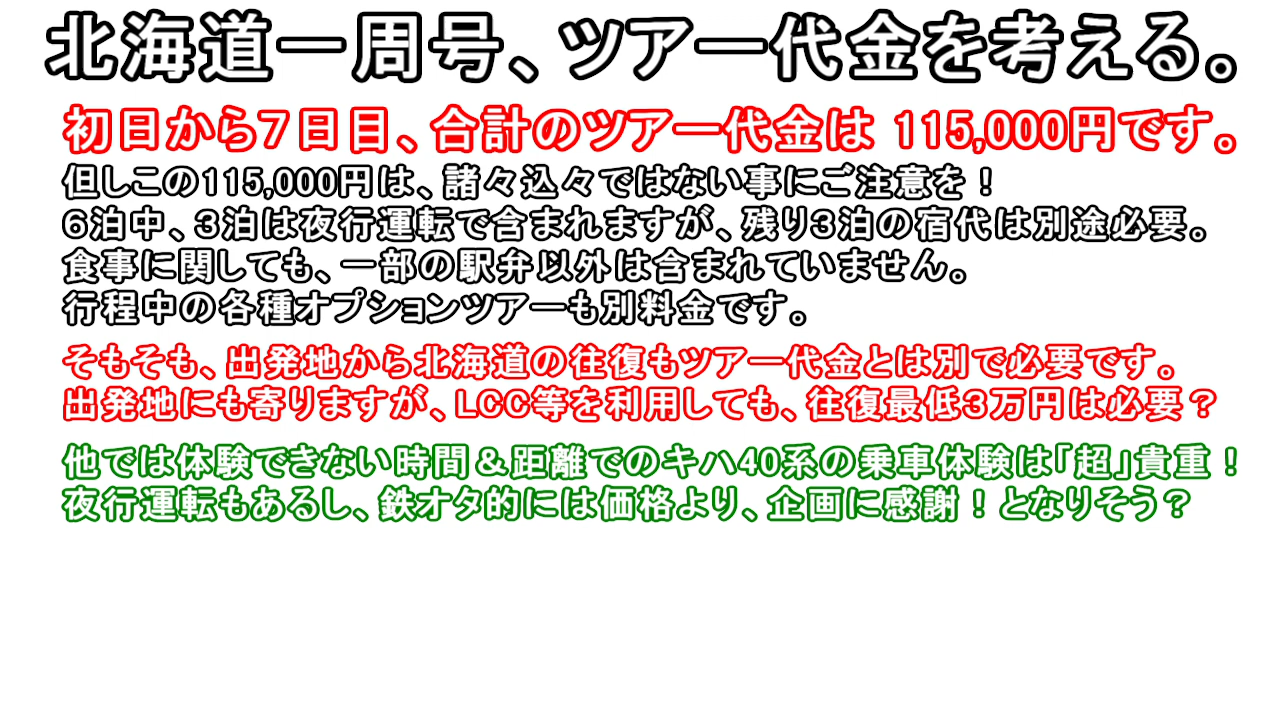 北海道一周号、ツアー代金を考える。
初日から７日目、合計のツアー代金は 115,000円です。
但しこの115,000円は、諸々込々ではない事にご注意を！
６泊中、３泊は夜行運転で含まれますが、残り３泊の宿代は別途必要。
食事に関しても、一部の駅弁以外は含まれていません。
行程中の各種オプションツアーも別料金です。
そもそも、出発地から北海道の往復もツアー代金とは別で必要です。
出発地にも寄りますが、LCC等を利用しても、往復最低３万円は必要？
他では体験できない時間＆距離でのキハ40系の乗車体験は「超」貴重！
夜行運転もあるし、鉄オタ的には価格より、企画に感謝！となりそう？